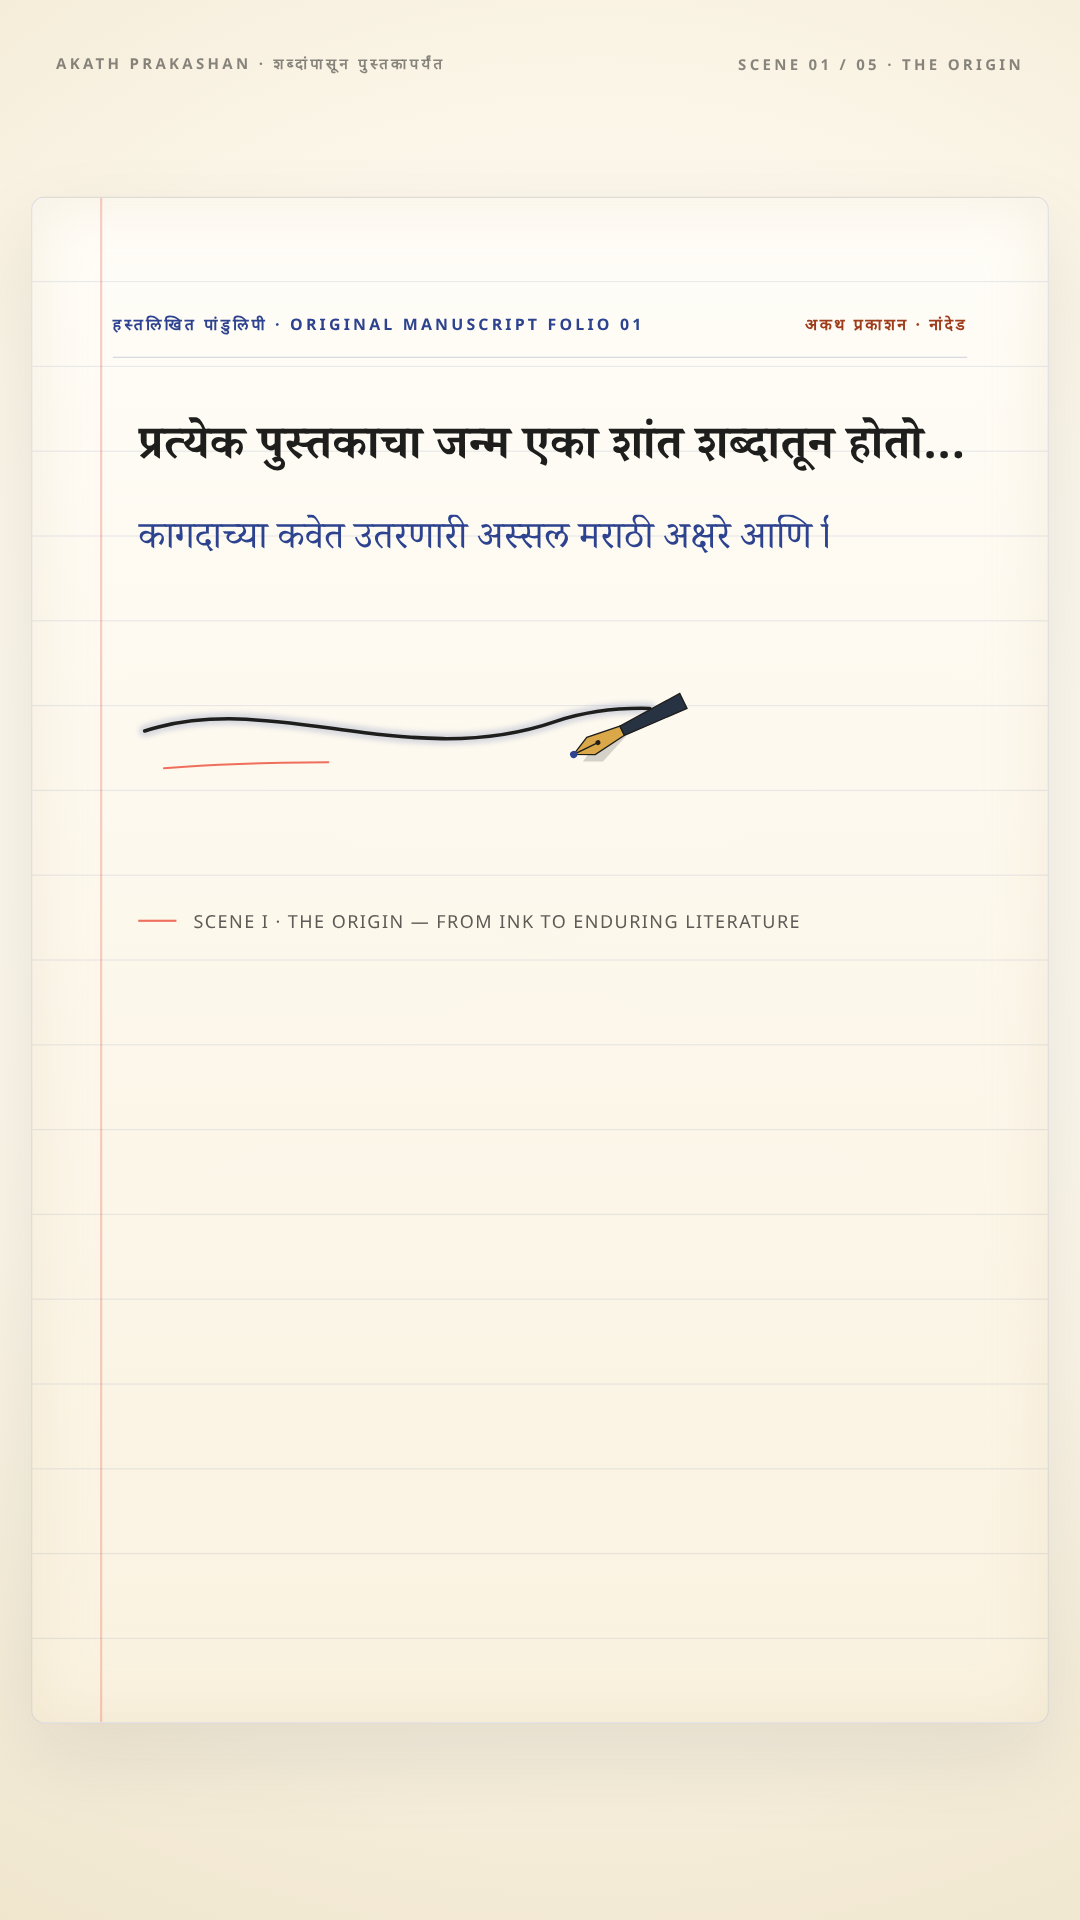 AKATH PRAKASHAN · शब्दांपासून पुस्तकापर्यंत
SCENE 01 / 05 · THE ORIGIN
हस्तलिखित पांडुलिपी · ORIGINAL MANUSCRIPT FOLIO 01
अकथ प्रकाशन · नांदेड
प्रत्येक पुस्तकाचा जन्म एका शांत शब्दातून होतो...
कागदाच्या कवेत उतरणारी अस्सल मराठी अक्षरे आणि
SCENE I · THE ORIGIN — FROM INK TO ENDURING LITERATURE